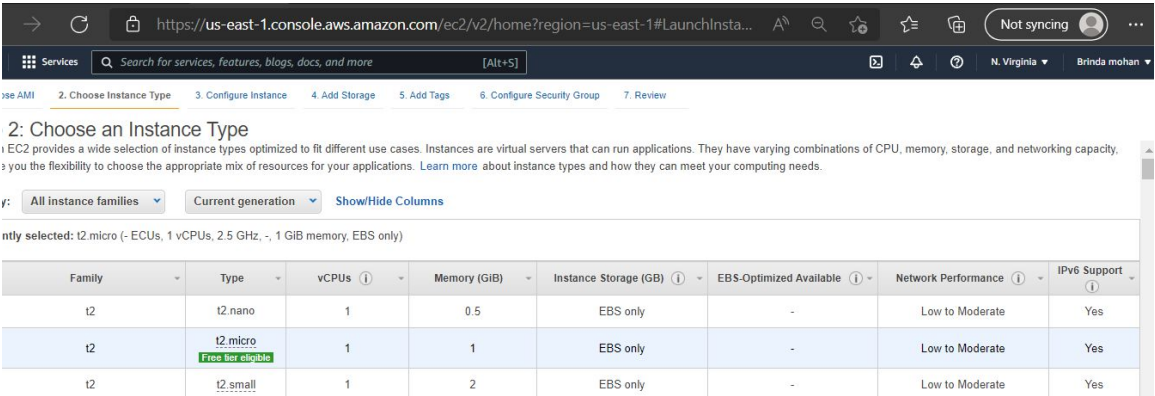 https://us-east-1.console.aws.amazon.com/ec2/v2/home?region=us-east-1#LaunchInsta... Not syncing
Services Search for services, features, blogs, docs, and more [Alt+S] N. Virginia Brinda mohan
ose AMI 2. Choose Instance Type 3. Configure Instance 4. Add Storage 5. Add Tags 6. Configure Security Group 7. Review
2: Choose an Instance Type
EC2 provides a wide selection of instance types optimized to fit different use cases. Instances are virtual servers that can run applications. They have varying combinations of CPU, memory, storage, and networking capacity,
you the flexibility to choose the appropriate mix of resources for your applications. Learn more about instance types and how they can meet your computing needs.
y: All instance families Current generation Show/Hide Columns
ntly selected: t2.micro (- ECUs, 1 vCPUs, 2.5 GHz, -, 1 GiB memory, EBS only)
Family Type vCPUs Memory (GiB) Instance Storage (GB) EBS-Optimized Available Network Performance IPv6 Support
t2 t2.nano 1 0.5 EBS only - Low to Moderate Yes
t2 t2.micro 1 1 EBS only - Low to Moderate Yes
Free tier eligible
t2 t2.small 1 2 EBS only - Low to Moderate Yes